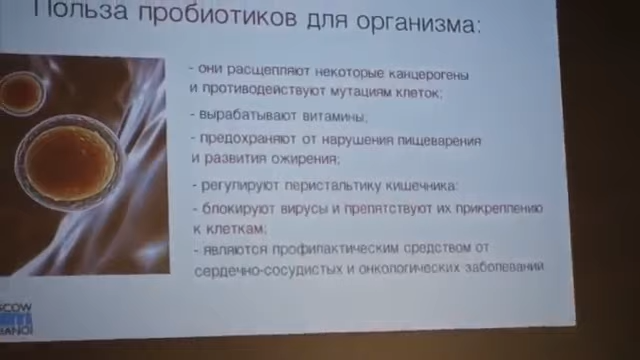 Польза пробиотиков для организма:
- они расщепляют некоторые канцерогены
и противодействуют мутациям клеток;
- вырабатывают витамины;
- предохраняют от нарушения пищеварения
и развития ожирения;
- регулируют перистальтику кишечника:
- блокируют вирусы и препятствуют их прикреплению
к клеткам;
- являются профилактическим средством от
сердечно-сосудистых и онкологических заболеваний